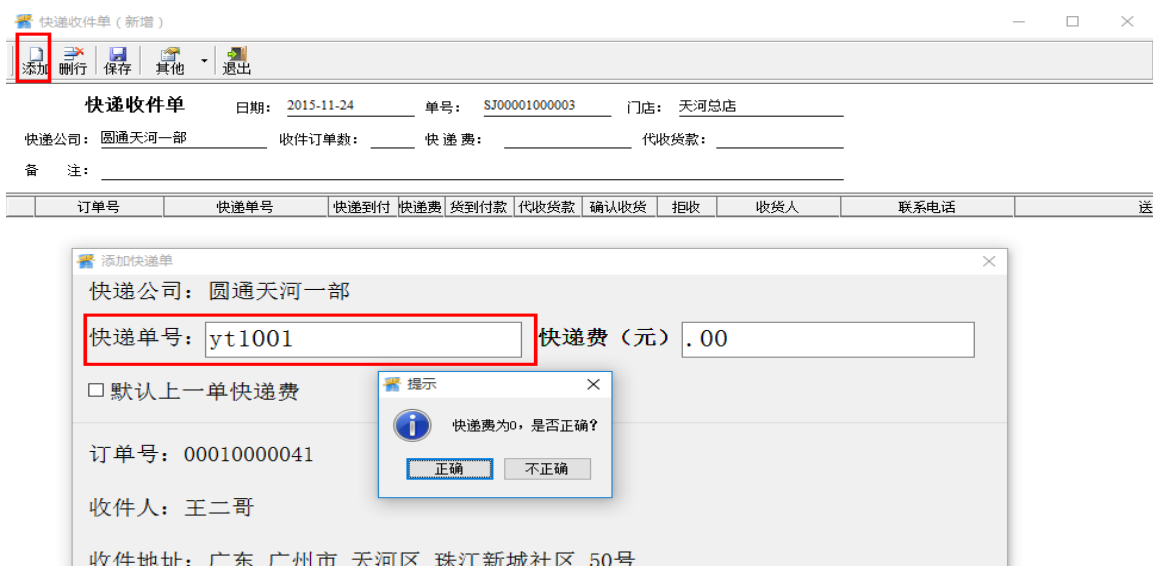 快递收件单（新增）
添加 删行 保存 其他 退出
快递收件单 日期： 2015-11-24 单号： SJ00001000003 门店： 天河总店
快递公司： 圆通天河一部 收件订单数： 快 递 费： 代收货款：
备 注：
订单号 快递单号 快递到付 快递费 货到付款 代收货款 确认收货 拒收 收货人 联系电话 送
添加快递单
快递公司：圆通天河一部
快递单号： yt1001 快递费（元） .00
默认上一单快递费
提示
快递费为0，是否正确？
正确 不正确
订单号：00010000041
收件人：王二哥
收件地址：广东 广州市 天河区 珠江新城社区 50号